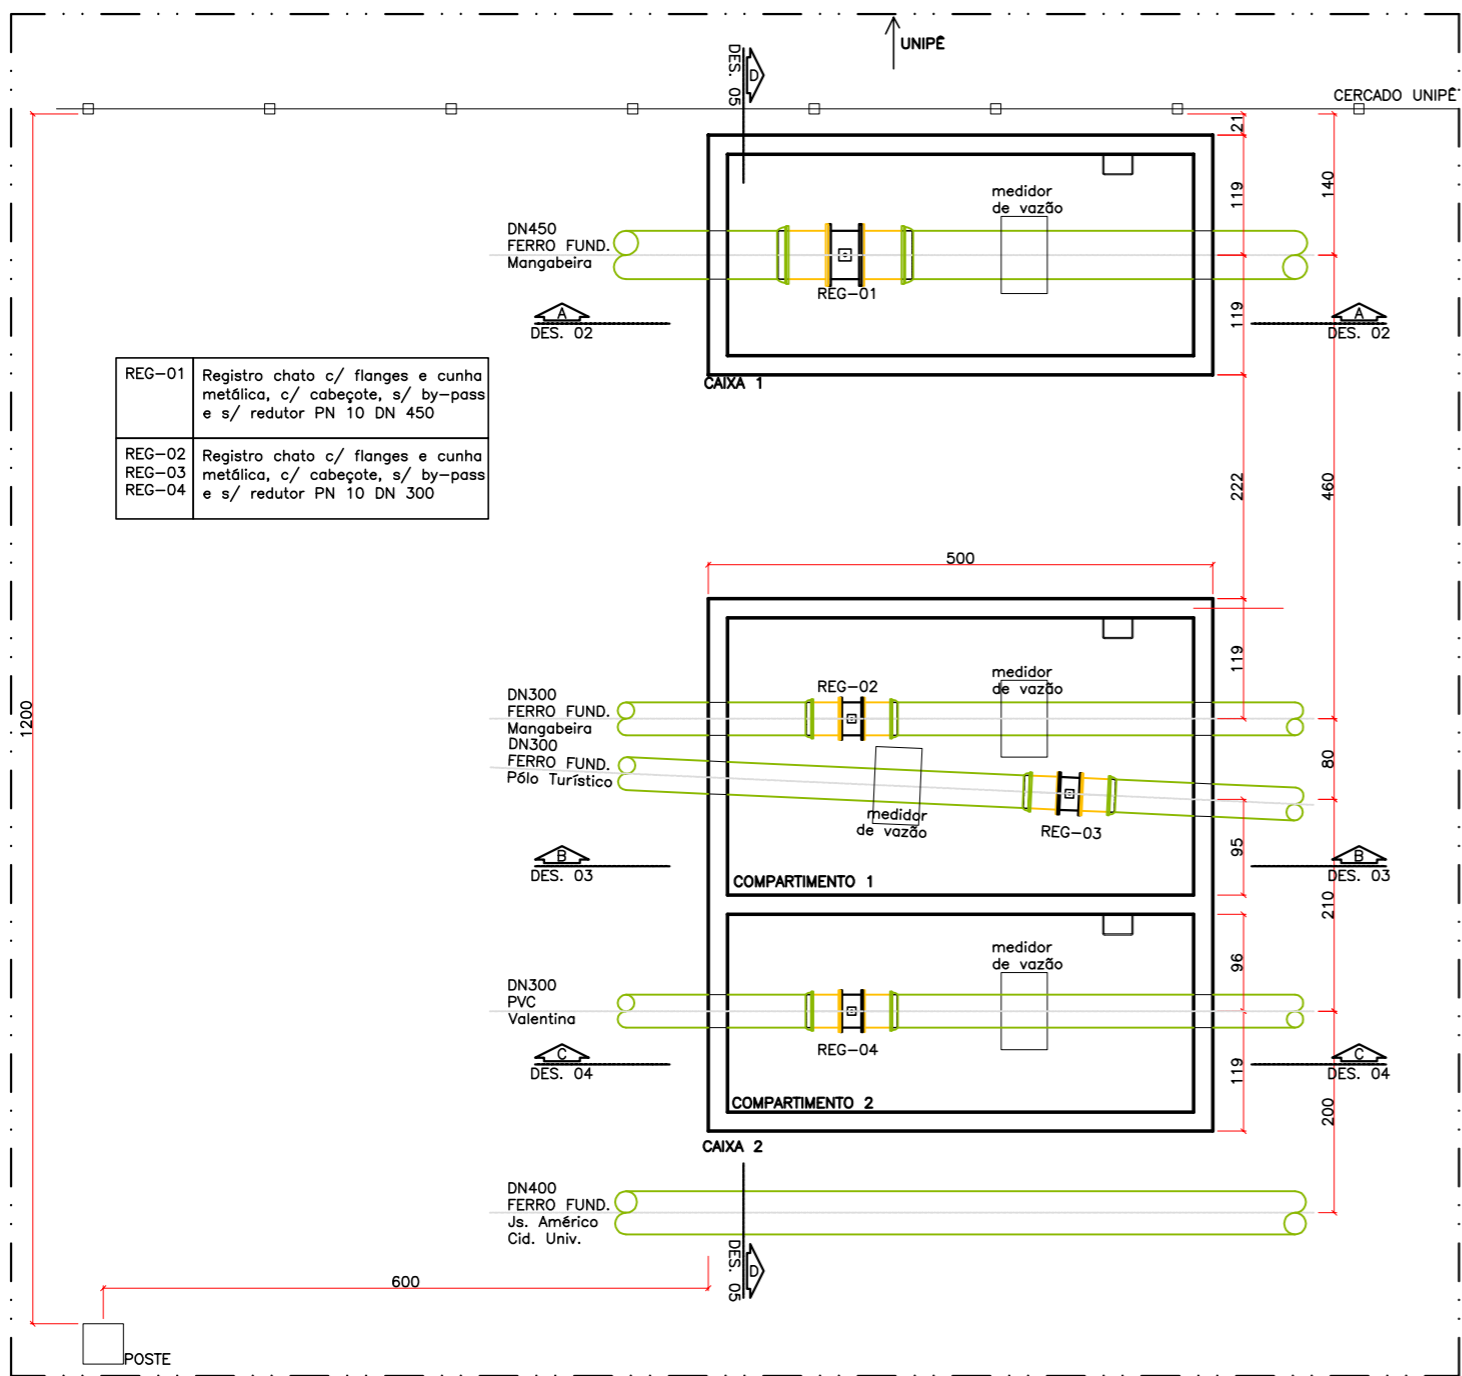 UNIPÊ
DES. 05
D
CERCADO UNIPÊ
21
119
140
medidor
de vazão
DN450
FERRO FUND.
Mangabeira
REG-01
A
DES. 02
119
A
DES. 02
CAIXA 1
REG-01
Registro chato c/ flanges e cunha
metálica, c/ cabeçote, s/ by-pass
e s/ redutor PN 10 DN 450
REG-02
REG-03
REG-04
Registro chato c/ flanges e cunha
metálica, c/ cabeçote, s/ by-pass
e s/ redutor PN 10 DN 300
222
460
500
119
1200
DN300
FERRO FUND.
Mangabeira
REG-02
medidor
de vazão
DN300
FERRO FUND.
Pólo Turístico
80
medidor
de vazão
REG-03
95
B
DES. 03
B
DES. 03
COMPARTIMENTO 1
210
medidor
de vazão
96
DN300
PVC
Valentina
REG-04
C
DES. 04
119
C
DES. 04
COMPARTIMENTO 2
200
CAIXA 2
DN400
FERRO FUND.
Js. Américo
Cid. Univ.
DES. 05
D
600
POSTE